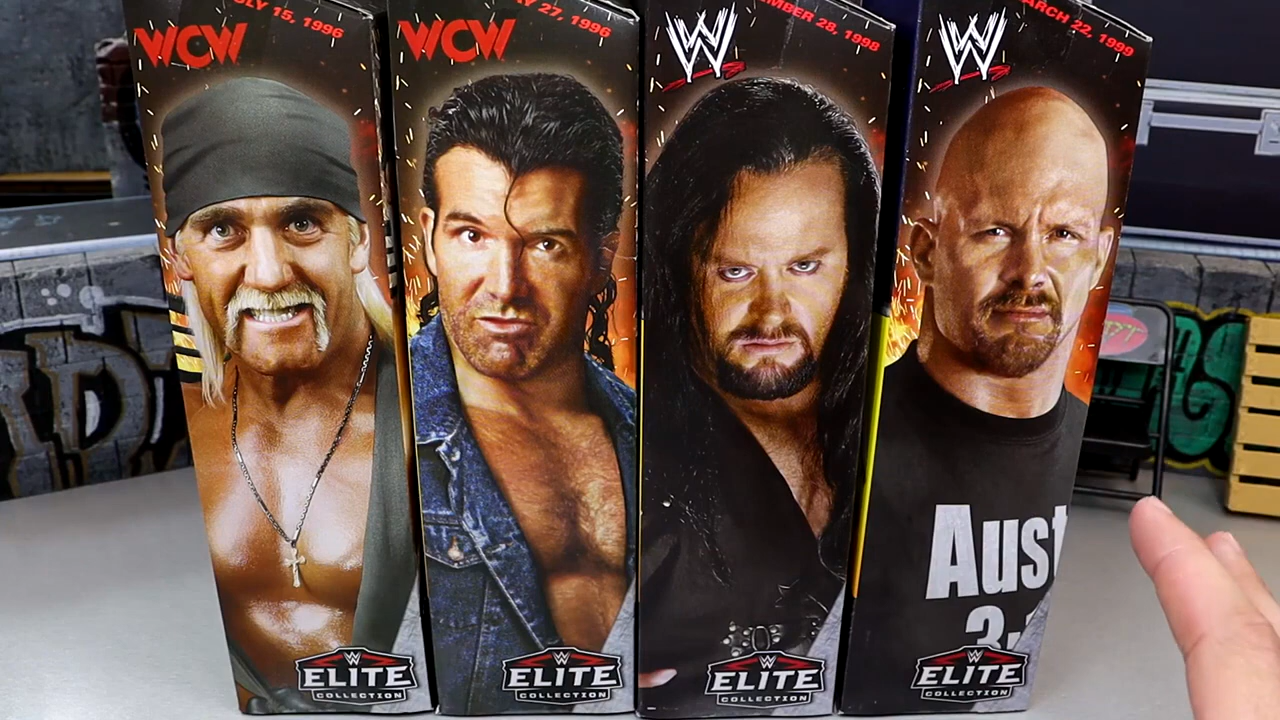 LY 15, 1996
WCW
Y 27, 1996
WCW
MBER 28, 1998
W
ARCH 22, 1999
W
Aust
3:
W
ELITE
COLLECTION
W
ELITE
COLLECTION
W
ELITE
COLLECTION
W
ELITE
COLLECTION